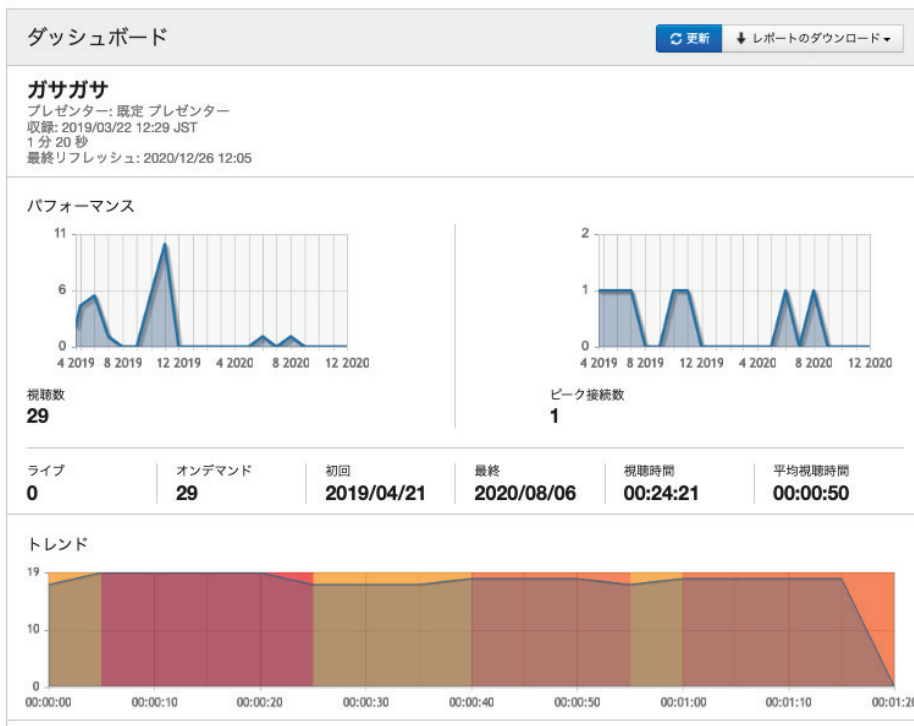 ダッシュボード
更新
レポートのダウンロード
ガサガサ
プレゼンター: 既定 プレゼンター
収録: 2019/03/22 12:29 JST
1 分 20 秒
最終リフレッシュ: 2020/12/26 12:05
パフォーマンス
11
6
0
4 2019 8 2019 12 2019 4 2020 8 2020 12 2020
視聴数
29
2
1
0
4 2019 8 2019 12 2019 4 2020 8 2020 12 2020
ピーク接続数
1
ライブ
0
オンデマンド
29
初回
2019/04/21
最終
2020/08/06
視聴時間
00:24:21
平均視聴時間
00:00:50
トレンド
19
10
0
00:00:00 00:00:10 00:00:20 00:00:30 00:00:40 00:00:50 00:01:00 00:01:10 00:01:20